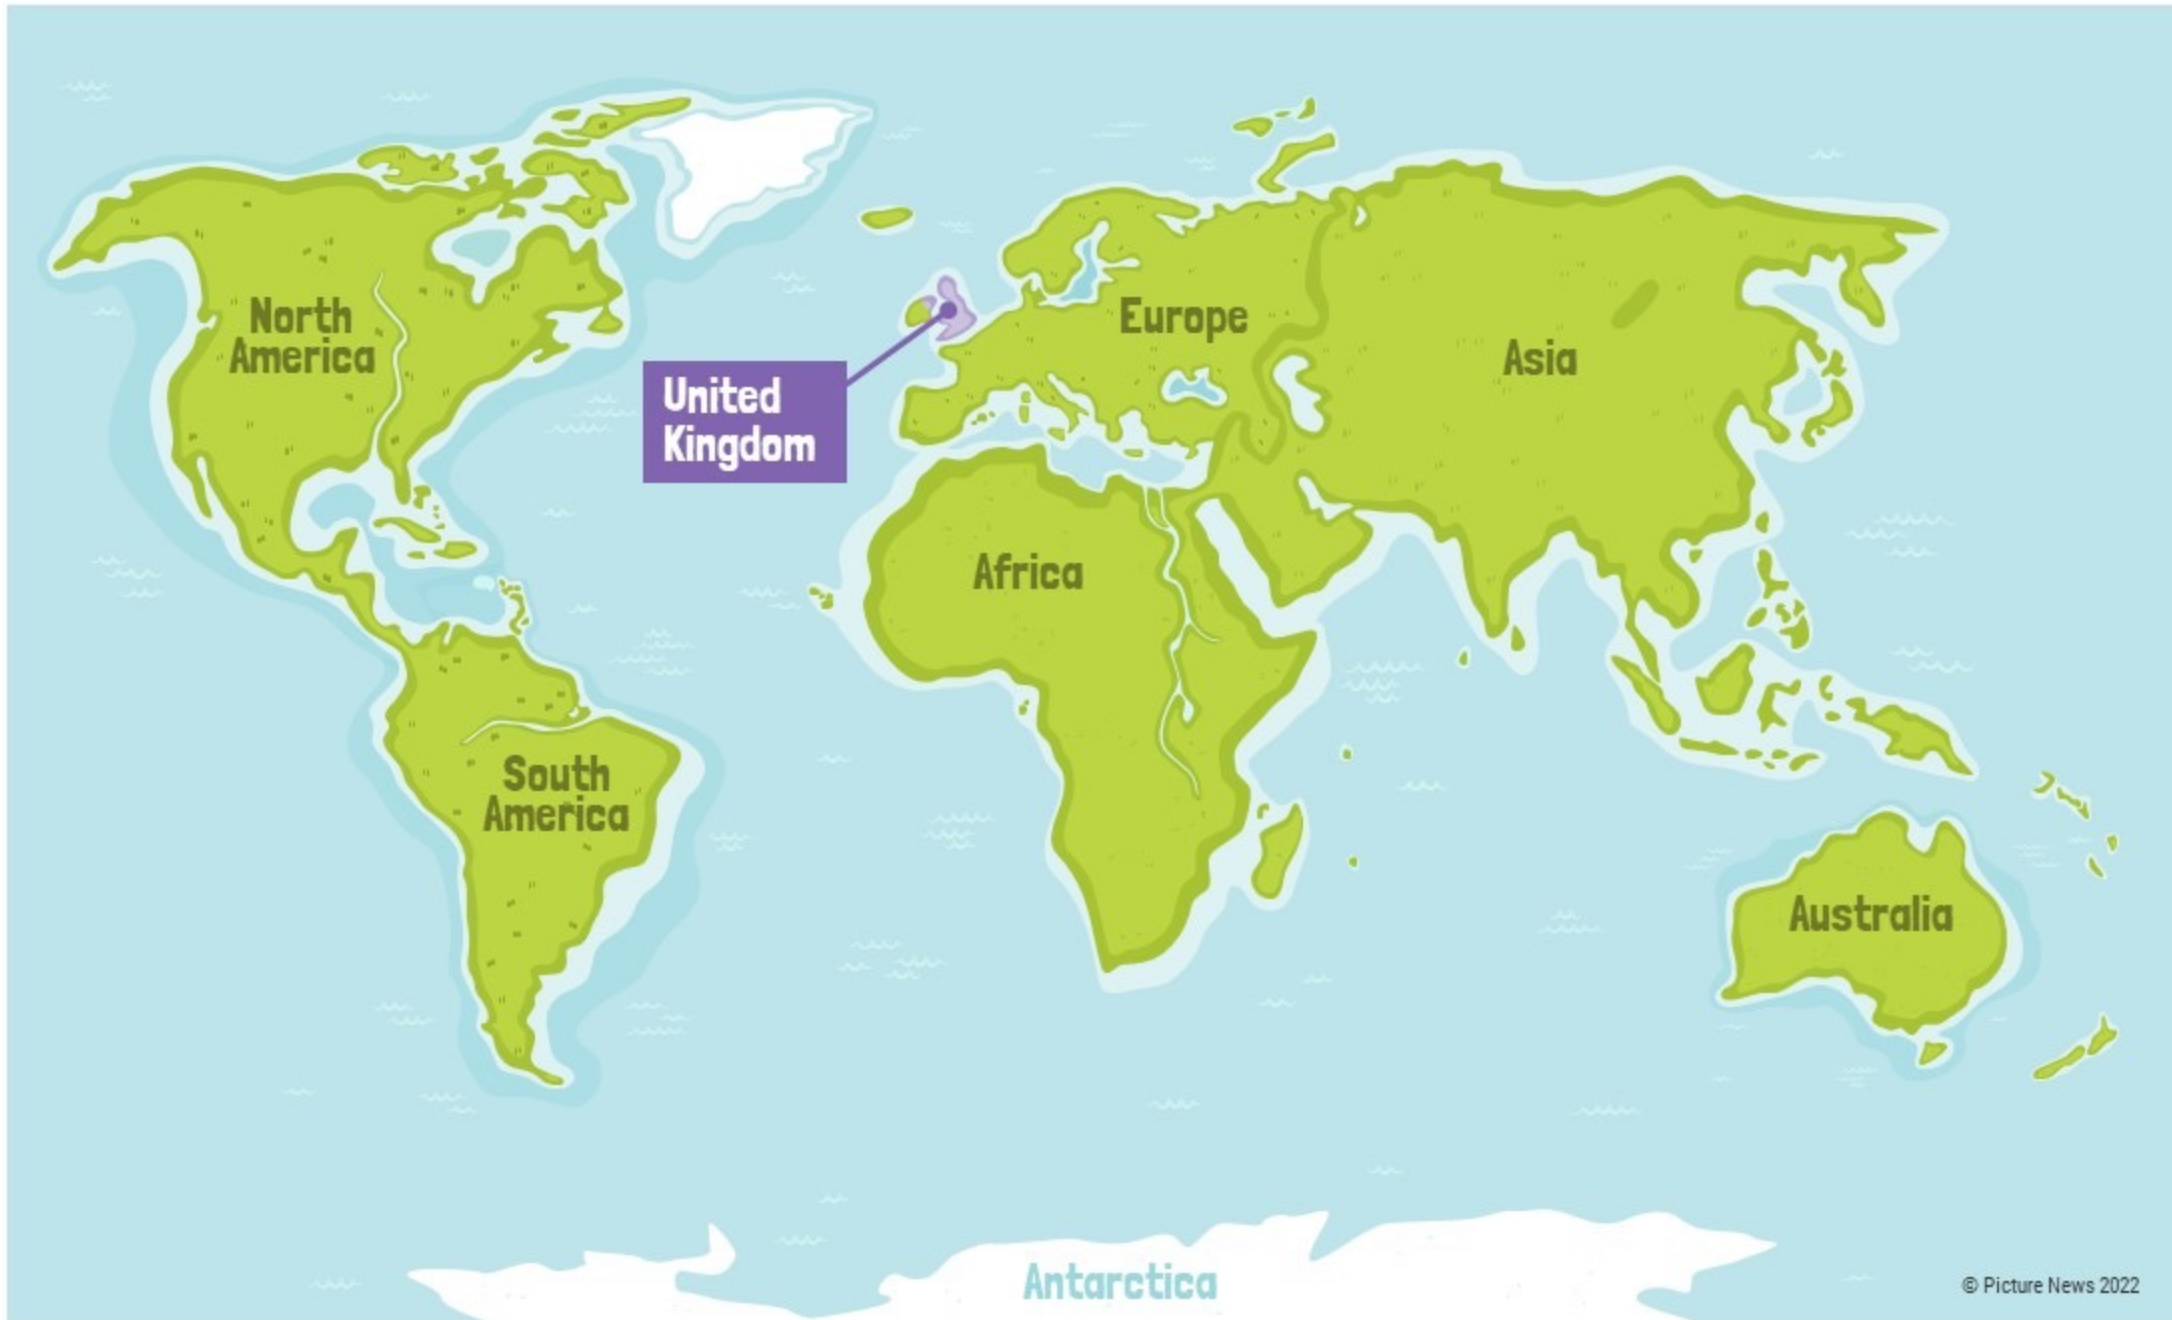 North
America
United
Kingdom
Europe
Asia
Africa
South
America
Australia
Antarctica
© Picture News 2022